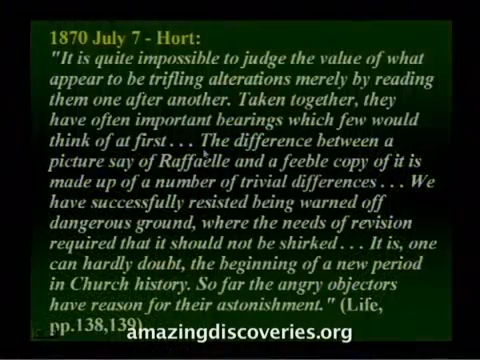 1870 July 7 - Hort:
"It is quite impossible to judge the value of what
appear to be trifling alterations merely by reading
them one after another. Taken together, they
have often important bearings which few would
think of at first . . . The difference between a
picture say of Raffaelle and a feeble copy of it is
made up of a number of trivial differences . . . We
have successfully resisted being warned off
dangerous ground, where the needs of revision
required that it should not be shirked . . . It is, one
can hardly doubt, the beginning of a new period
in Church history. So far the angry objectors
have reason for their astonishment." (Life,
pp.138,139)
amazingdiscoveries.org